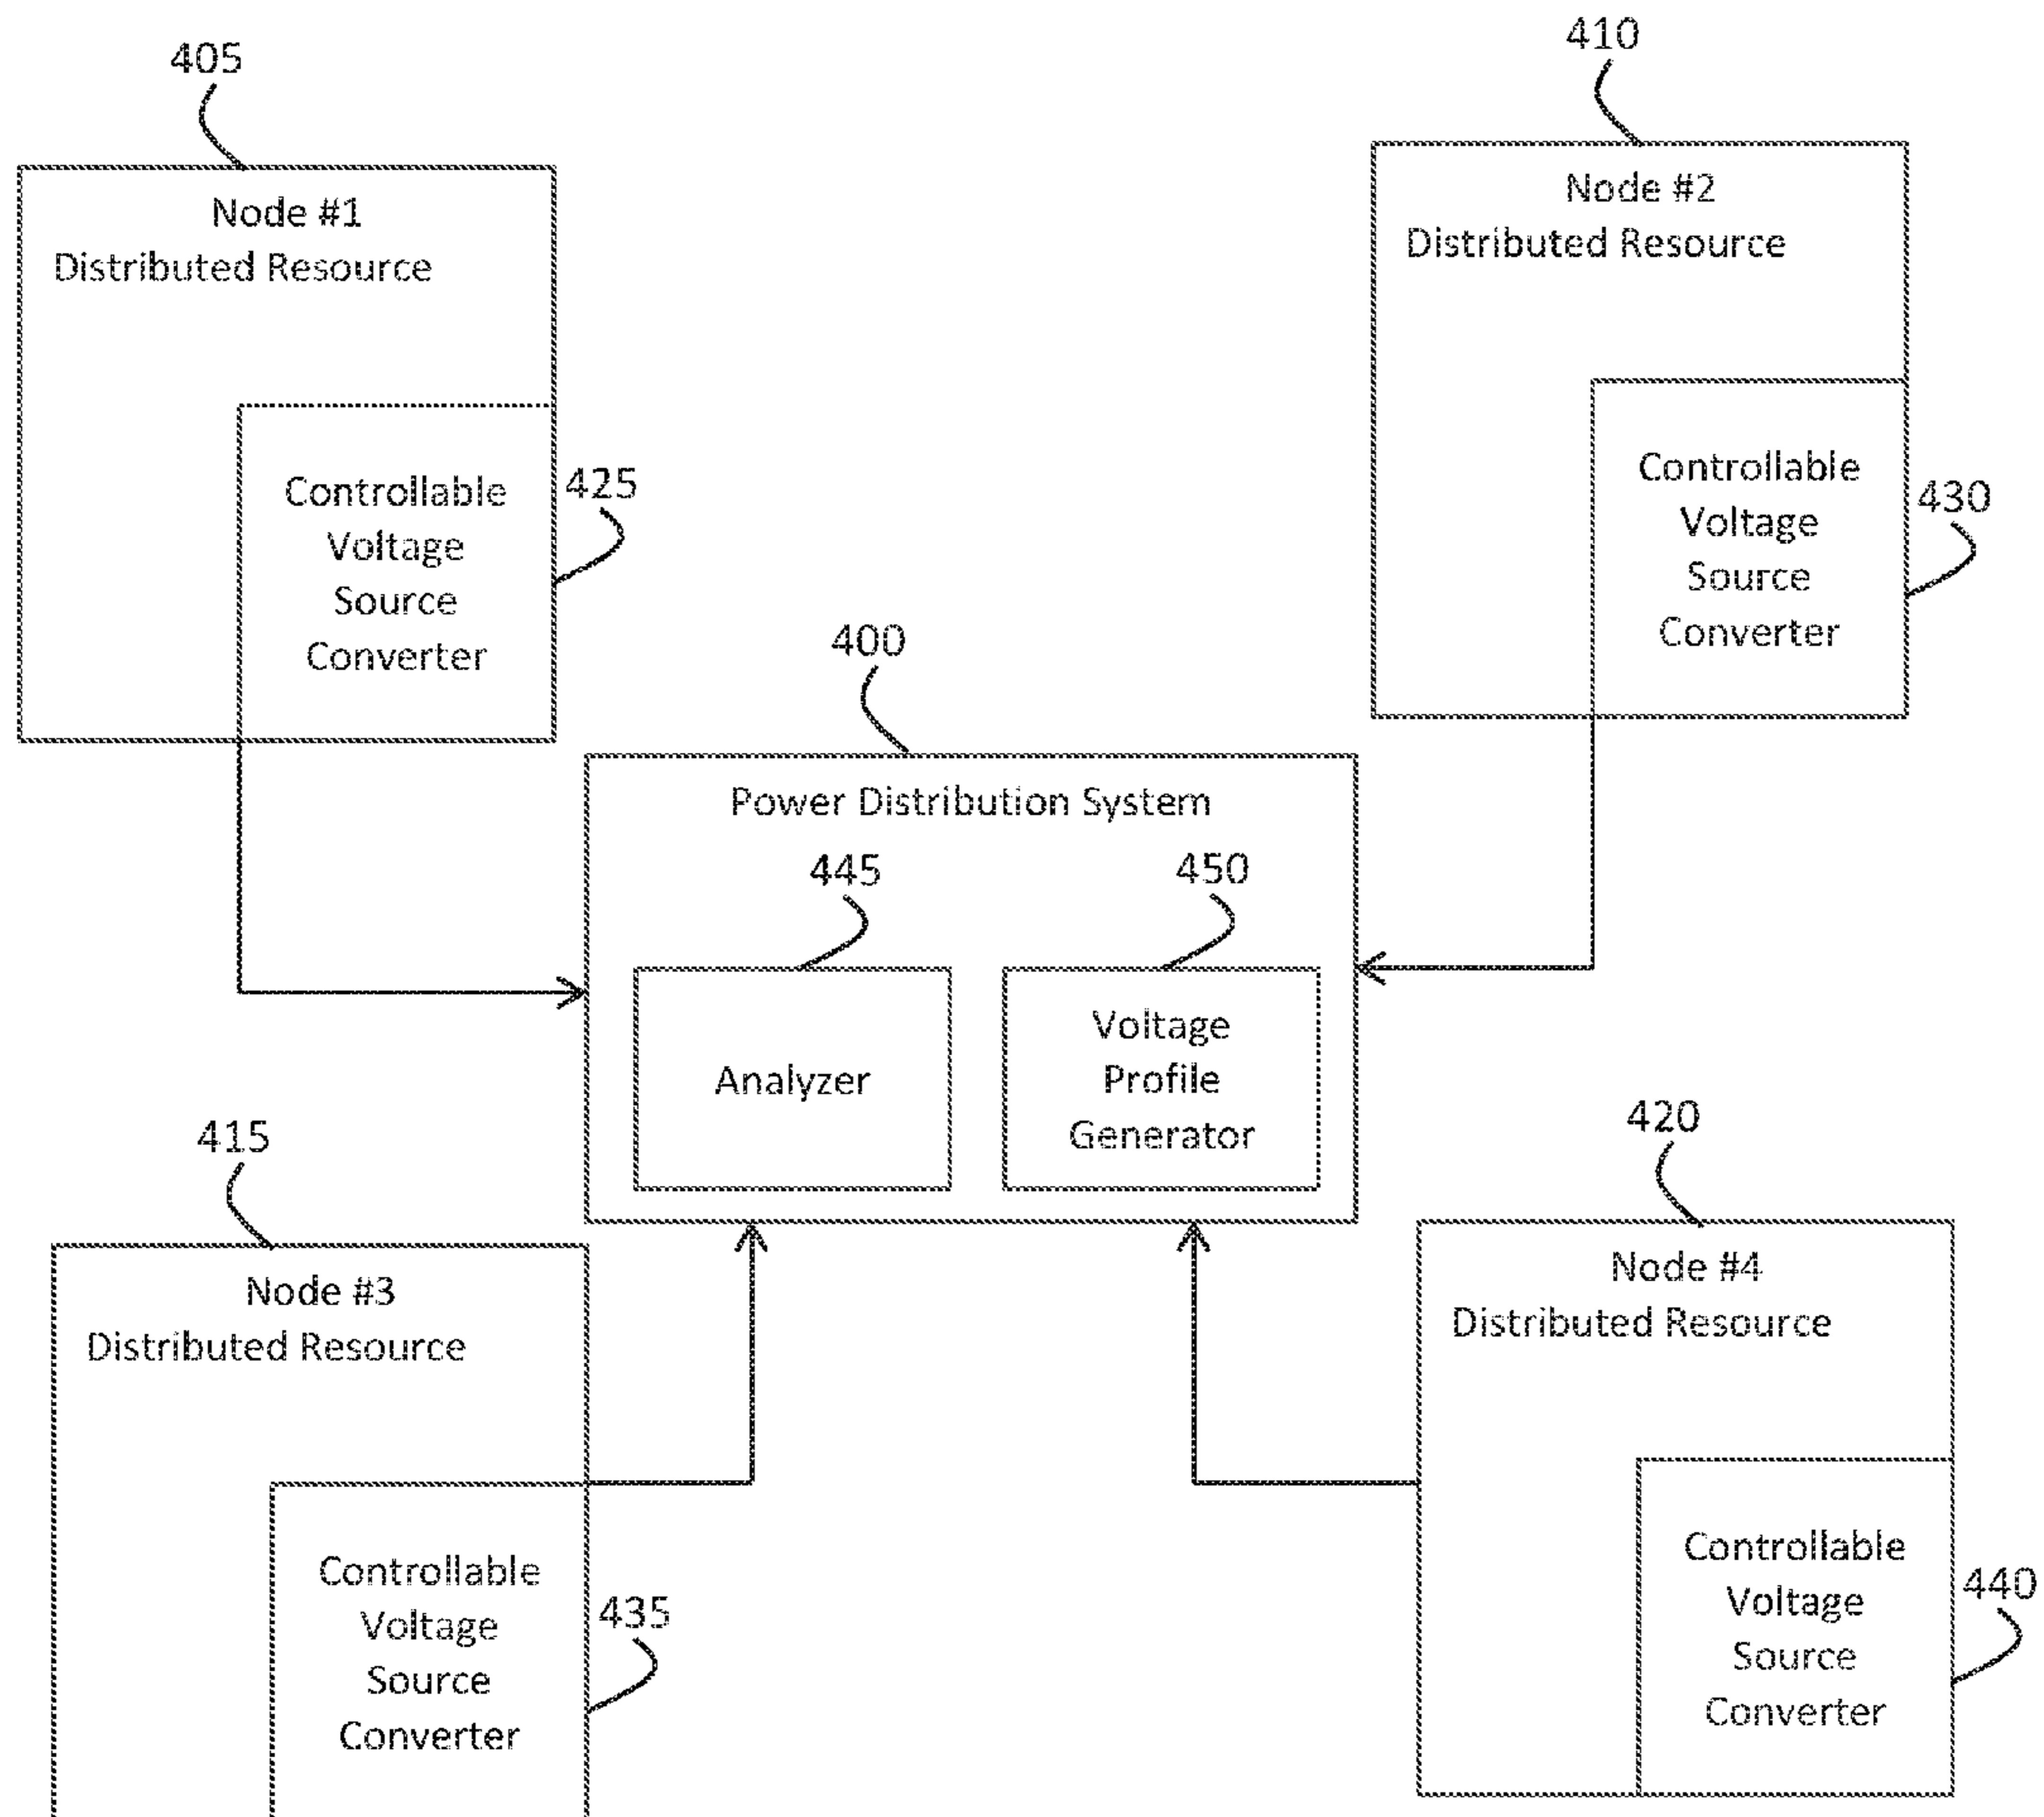 405
Node #1
Distributed Resource
Controllable
Voltage
Source
Converter
425
410
Node #2
Distributed Resource
Controllable
Voltage
Source
Converter
430
400
Power Distribution System
445
Analyzer
450
Voltage
Profile
Generator
415
Node #3
Distributed Resource
Controllable
Voltage
Source
Converter
435
420
Node #4
Distributed Resource
Controllable
Voltage
Source
Converter
440